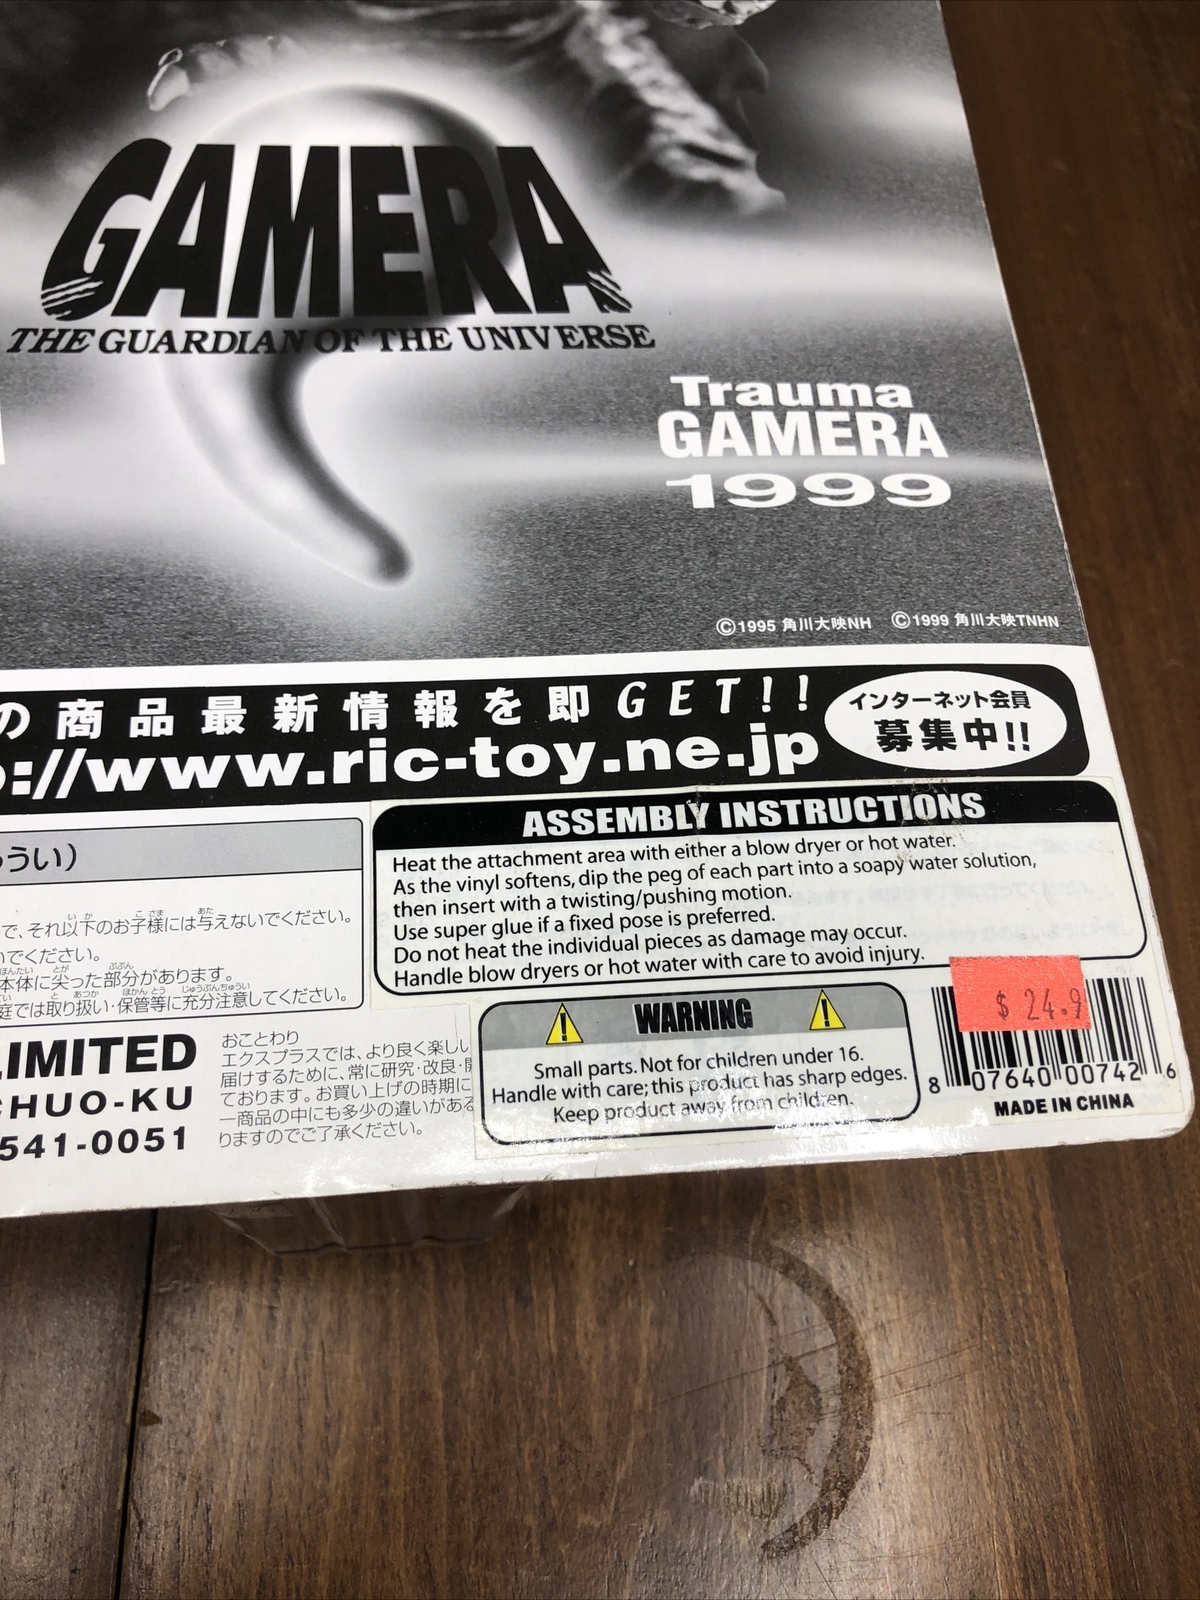 GAMERA
THE GUARDIAN OF THE UNIVERSE
Trauma
GAMERA
1999
©1995 角川大映NH ©1999 角川大映TNHN
の商品最新情報を即GET!!
://www.ric-toy.ne.jp
インターネット会員
募集中!!
うい)
で、それ以下のお子様には与えないでください。
いでください。
本体に尖った部分があります。
庭では取り扱い・保管等に充分注意してください。
ASSEMBLY INSTRUCTIONS
Heat the attachment area with either a blow dryer or hot water.
As the vinyl softens, dip the peg of each part into a soapy water solution,
then insert with a twisting/pushing motion.
Use super glue if a fixed pose is preferred.
Do not heat the individual pieces as damage may occur.
Handle blow dryers or hot water with care to avoid injury.
LIMITED
CHUO-KU
541-0051
おことわり
エクスプラスでは、より良く楽しい
届けするために、常に研究・改良・
ております。お買い上げの時期に
一商品の中にも多少の違いがある
りますのでご了承ください。
WARNING
Small parts. Not for children under 16.
Handle with care; this product has sharp edges.
Keep product away from children.
$ 24.9
8 07640 00742 6
MADE IN CHINA